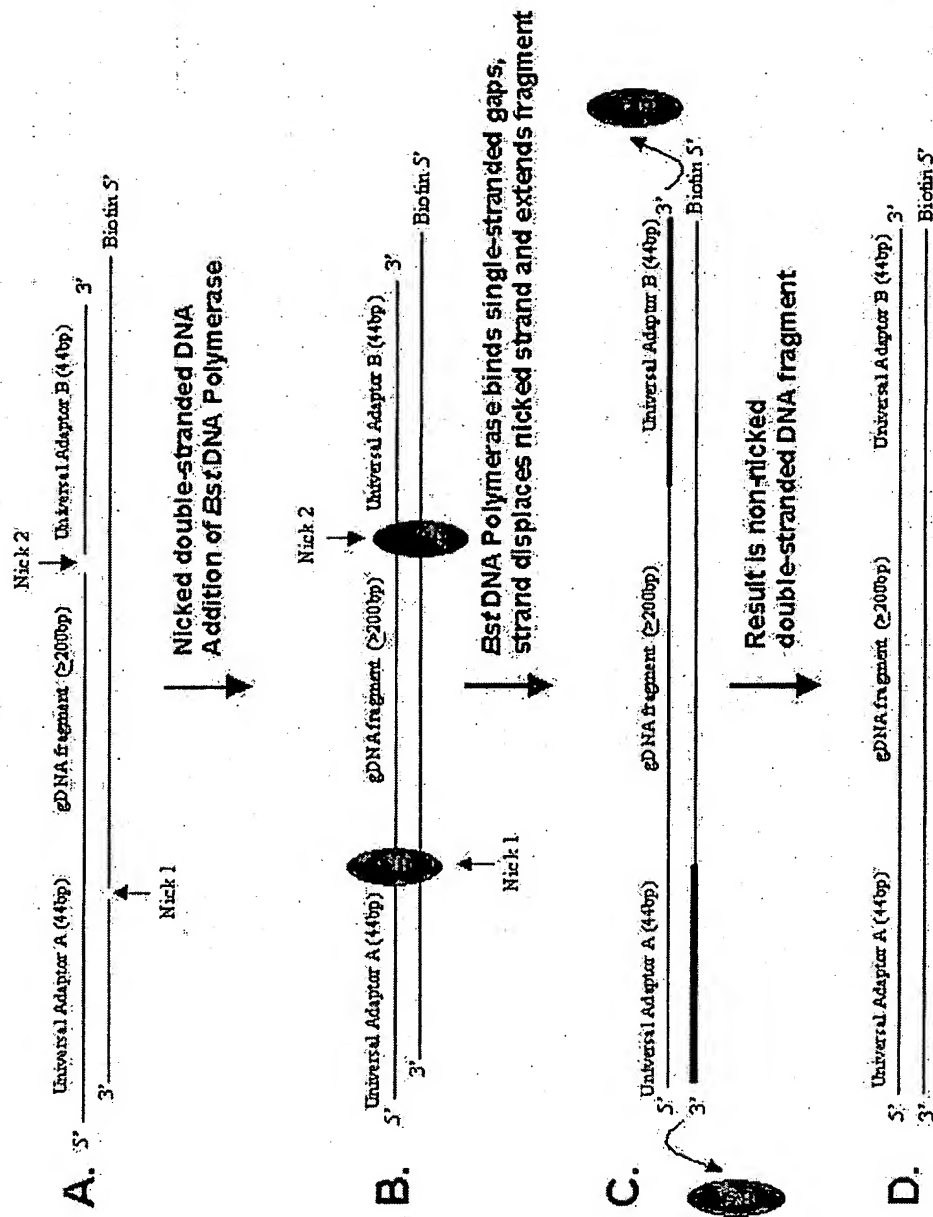 A.
Nick 2
Universal Adaptor A (44bp)
gDNA fragment (≥200bp)
Universal Adaptor B (44bp)
5'
3'
3'
Biotin 5'
Nick 1
Nicked double-stranded DNA
Addition of Bst DNA Polymerase
B.
Nick 2
Universal Adaptor A (44bp)
gDNA fragment (≥200bp)
Universal Adaptor B (44bp)
5'
3'
3'
Biotin 5'
Nick 1
Bst DNA Polymerase binds single-stranded gaps,
strand displaces nicked strand and extends fragment
C.
Universal Adaptor A (44bp)
gDNA fragment (≥200bp)
Universal Adaptor B (44bp)
5'
3'
3'
Biotin 5'
Result is non-nicked
double-stranded DNA fragment
D.
Universal Adaptor A (44bp)
gDNA fragment (≥200bp)
Universal Adaptor B (44bp)
5'
3'
3'
Biotin 5'